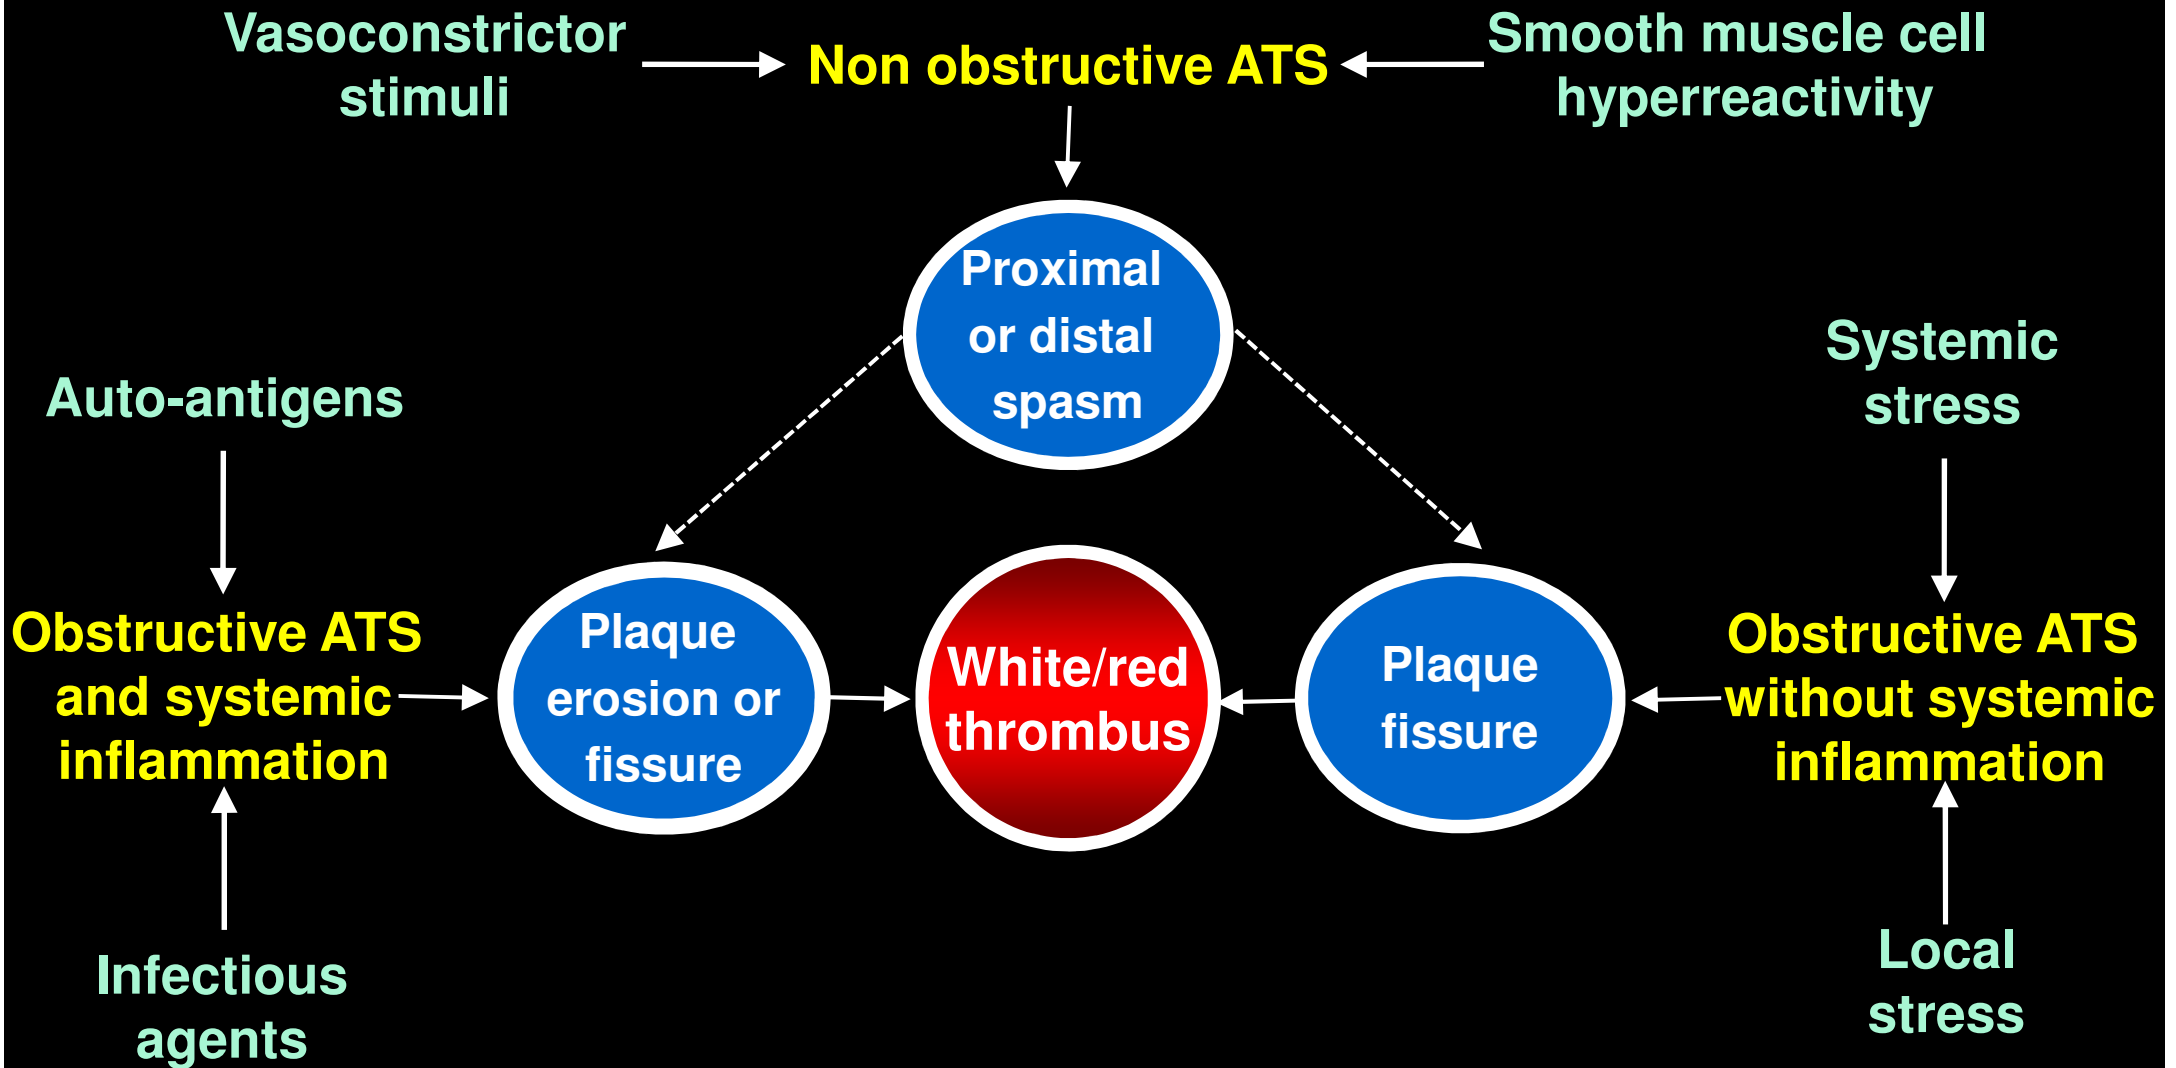 Vasoconstrictor
stimuli
Non obstructive ATS
Smooth muscle cell
hyperreactivity
Proximal
or distal
spasm
Auto-antigens
Systemic
stress
Obstructive ATS
and systemic
inflammation
Plaque
erosion or
fissure
White/red
thrombus
Plaque
fissure
Obstructive ATS
without systemic
inflammation
Infectious
agents
Local
stress